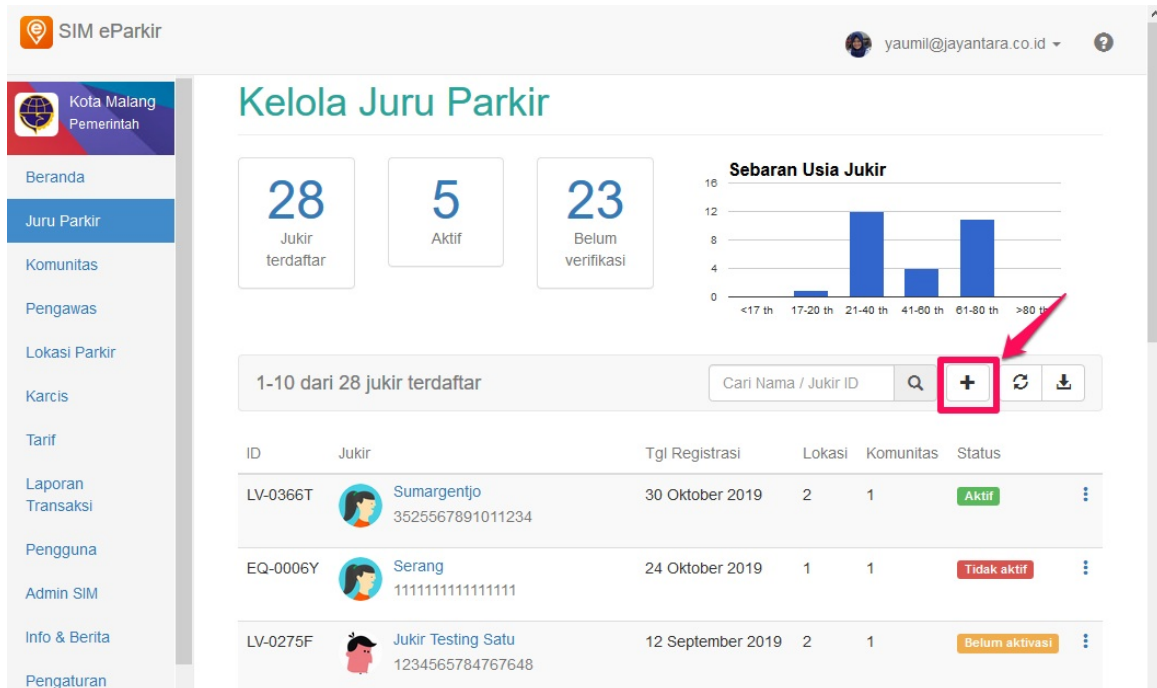 SIM eParkir
yaumil@jayantara.co.id
Kota Malang
Pemerintah
Beranda
Juru Parkir
Komunitas
Pengawas
Lokasi Parkir
Karcis
Tarif
Laporan
Transaksi
Pengguna
Admin SIM
Info & Berita
Pengaturan
Kelola Juru Parkir
28
Jukir
terdaftar
5
Aktif
23
Belum
verifikasi
Sebaran Usia Jukir
16
12
8
4
0
<17 th 17-20 th 21-40 th 41-60 th 61-80 th >80 th
1-10 dari 28 jukir terdaftar
Cari Nama / Jukir ID
ID Jukir Tgl Registrasi Lokasi Komunitas Status
LV-0366T Sumargentjo 30 Oktober 2019 2 1 Aktif
3525567891011234
EQ-0006Y Serang 24 Oktober 2019 1 1 Tidak aktif
1111111111111111
LV-0275F Jukir Testing Satu 12 September 2019 2 1 Belum aktivasi
1234565784767648